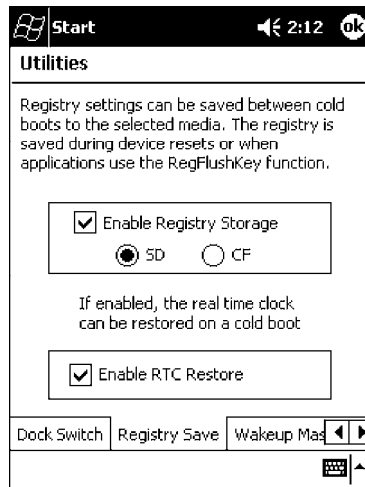 Start 2:12 ok
Utilities
Registry settings can be saved between cold
boots to the selected media. The registry is
saved during device resets or when
applications use the RegFlushKey function.
Enable Registry Storage
SD CF
If enabled, the real time clock
can be restored on a cold boot
Enable RTC Restore
Dock Switch Registry Save Wakeup Mas